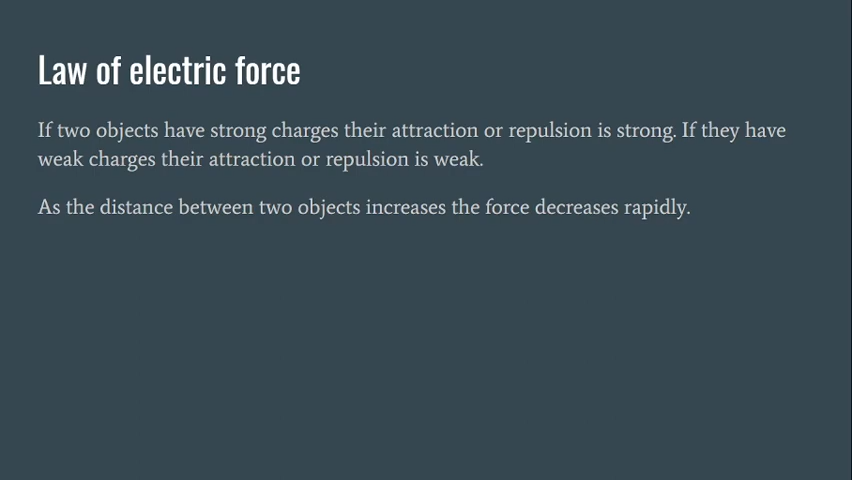 Law of electric force
If two objects have strong charges their attraction or repulsion is strong. If they have
weak charges their attraction or repulsion is weak.
As the distance between two objects increases the force decreases rapidly.